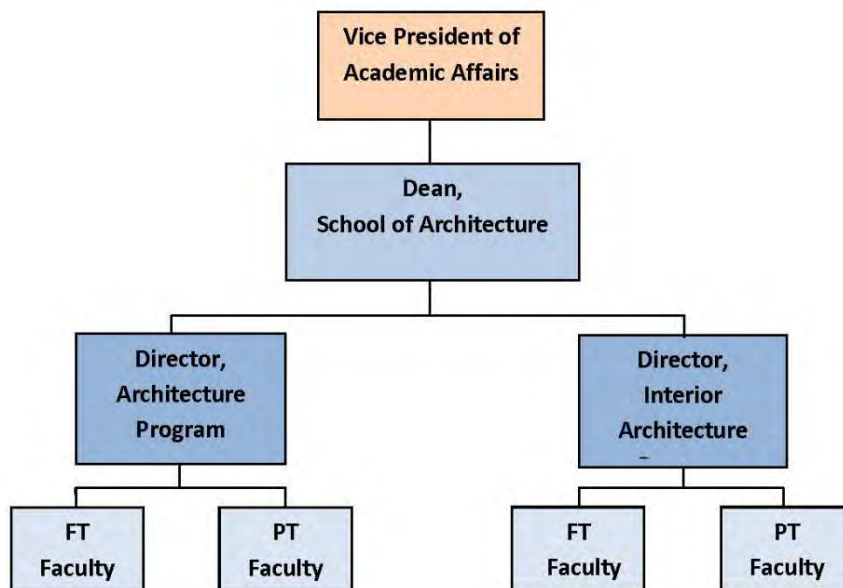 Vice President of
Academic Affairs
Dean,
School of Architecture
Director,
Architecture
Program
Director,
Interior
Architecture
FT
Faculty
PT
Faculty
FT
Faculty
PT
Faculty